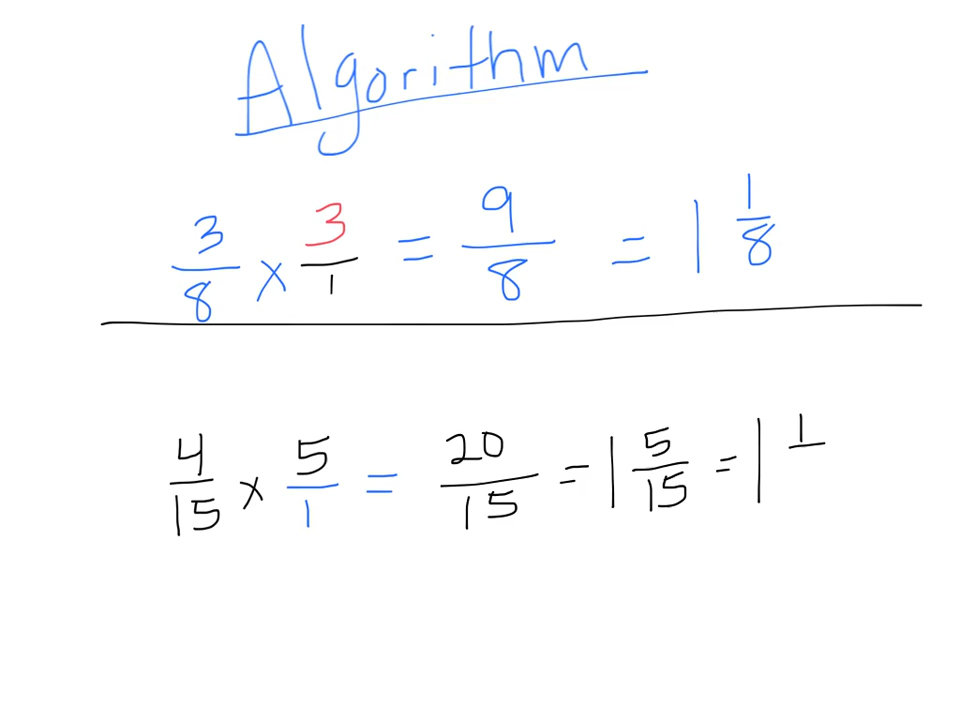 Algorithm
3/8 × 3/1 = 9/8 = 1 1/8
4/15 × 5/1 = 20/15 = 1 5/15 = 1 1/